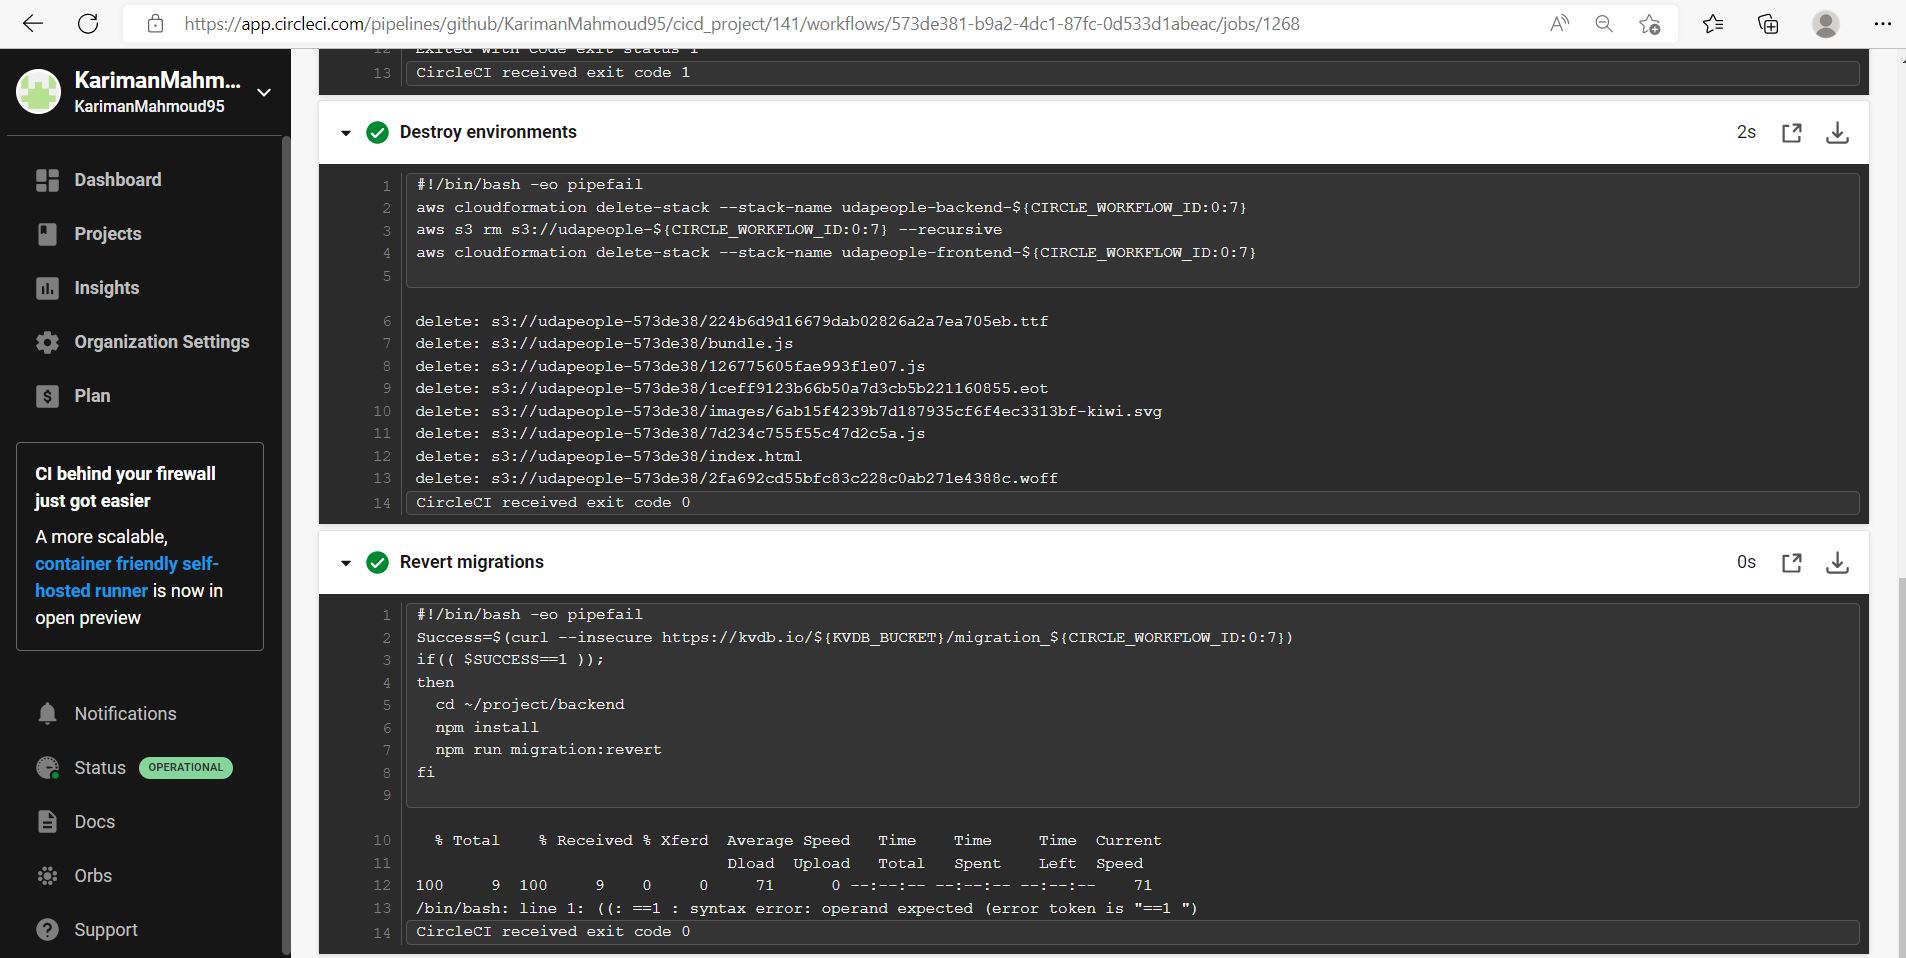 https://app.circleci.com/pipelines/github/KarimanMahmoud95/cicd_project/141/workflows/573de381-b9a2-4dc1-87fc-0d533d1abeac/jobs/1268
KarimanMahm...
KarimanMahmoud95
Dashboard
Projects
Insights
Organization Settings
Plan
CI behind your firewall
just got easier
A more scalable,
container friendly self-
hosted runner is now in
open preview
Notifications
Status OPERATIONAL
Docs
Orbs
Support
12 Exited with code exit status 1
13 CircleCI received exit code 1
Destroy environments 2s
1 #!/bin/bash -eo pipefail
2 aws cloudformation delete-stack --stack-name udapeople-backend-${CIRCLE_WORKFLOW_ID:0:7}
3 aws s3 rm s3://udapeople-${CIRCLE_WORKFLOW_ID:0:7} --recursive
4 aws cloudformation delete-stack --stack-name udapeople-frontend-${CIRCLE_WORKFLOW_ID:0:7}
5
6 delete: s3://udapeople-573de38/224b6d9d16679dab02826a2a7ea705eb.ttf
7 delete: s3://udapeople-573de38/bundle.js
8 delete: s3://udapeople-573de38/126775605fae993f1e07.js
9 delete: s3://udapeople-573de38/1ceff9123b66b50a7d3cb5b221160855.eot
10 delete: s3://udapeople-573de38/images/6ab15f4239b7d187935cf6f4ec3313bf-kiwi.svg
11 delete: s3://udapeople-573de38/7d234c755f55c47d2c5a.js
12 delete: s3://udapeople-573de38/index.html
13 delete: s3://udapeople-573de38/2fa692cd55bfc83c228c0ab271e4388c.woff
14 CircleCI received exit code 0
Revert migrations 0s
1 #!/bin/bash -eo pipefail
2 Success=$(curl --insecure https://kvdb.io/${KVDB_BUCKET}/migration_${CIRCLE_WORKFLOW_ID:0:7})
3 if(( $SUCCESS==1 ));
4 then
5 cd ~/project/backend
6 npm install
7 npm run migration:revert
8 fi
9
10 % Total % Received % Xferd Average Speed Time Time Time Current
11 Dload Upload Total Spent Left Speed
12 100 9 100 9 0 0 71 0 --:--:-- --:--:-- --:--:-- 71
13 /bin/bash: line 1: ((: ==1 : syntax error: operand expected (error token is "==1 ")
14 CircleCI received exit code 0